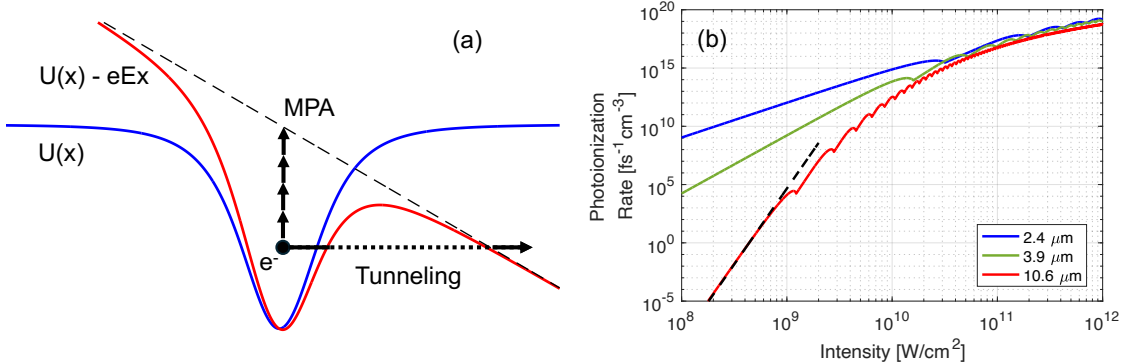 (a)
U(x) - eEx
MPA
U(x)
e-
Tunneling
(b)
Photoionization
Rate [fs-1 cm-3]
10^20
10^15
10^10
10^5
10^0
10^-5
2.4 μm
3.9 μm
10.6 μm
10^8
10^9
10^10
10^11
10^12
Intensity [W/cm2]